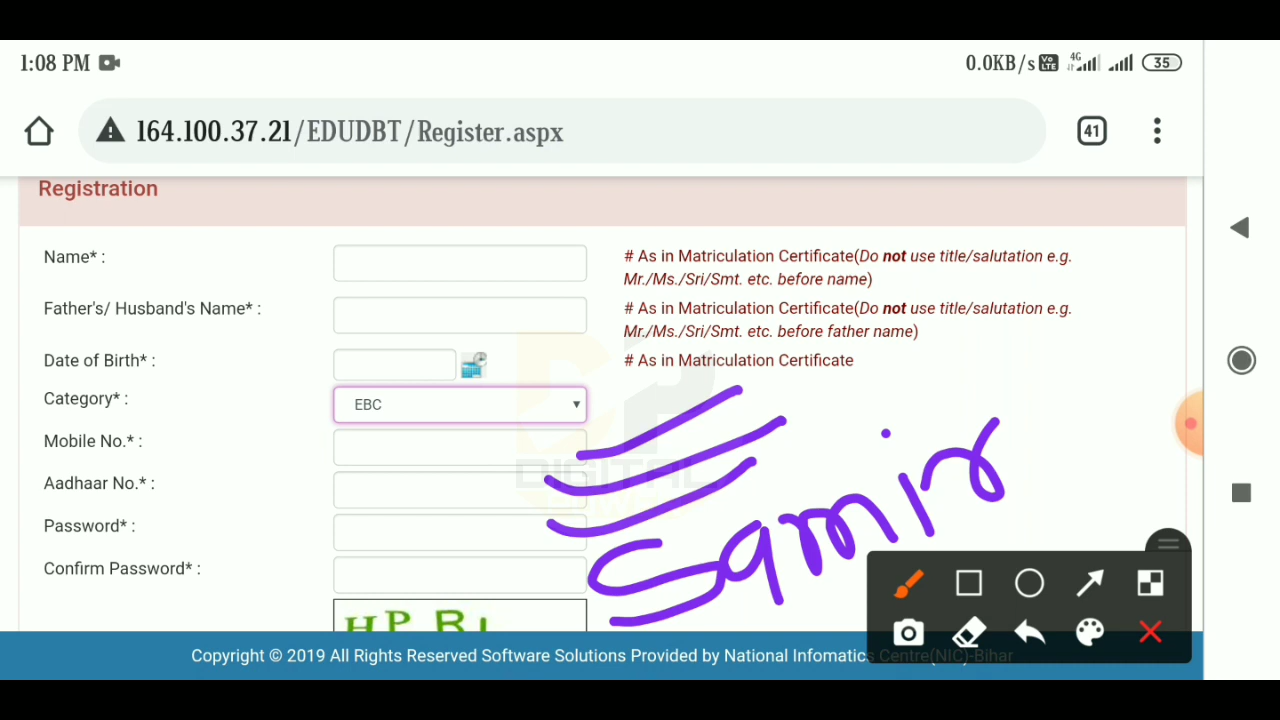 1:08 PM 0.0KB/s Vo LTE 4G 35
164.100.37.21/EDUDBT/Register.aspx 41
Registration
Name* : # As in Matriculation Certificate(Do not use title/salutation e.g.
Mr./Ms./Sri/Smt. etc. before name)
Father's/ Husband's Name* : # As in Matriculation Certificate(Do not use title/salutation e.g.
Mr./Ms./Sri/Smt. etc. before father name)
Date of Birth* : # As in Matriculation Certificate
Category* : EBC
Mobile No.* :
Aadhaar No.* :
DIGITAL
Password* :
Samir
Confirm Password* :
Copyright © 2019 All Rights Reserved Software Solutions Provided by National Infomatics Centre(NIC)-Bihar